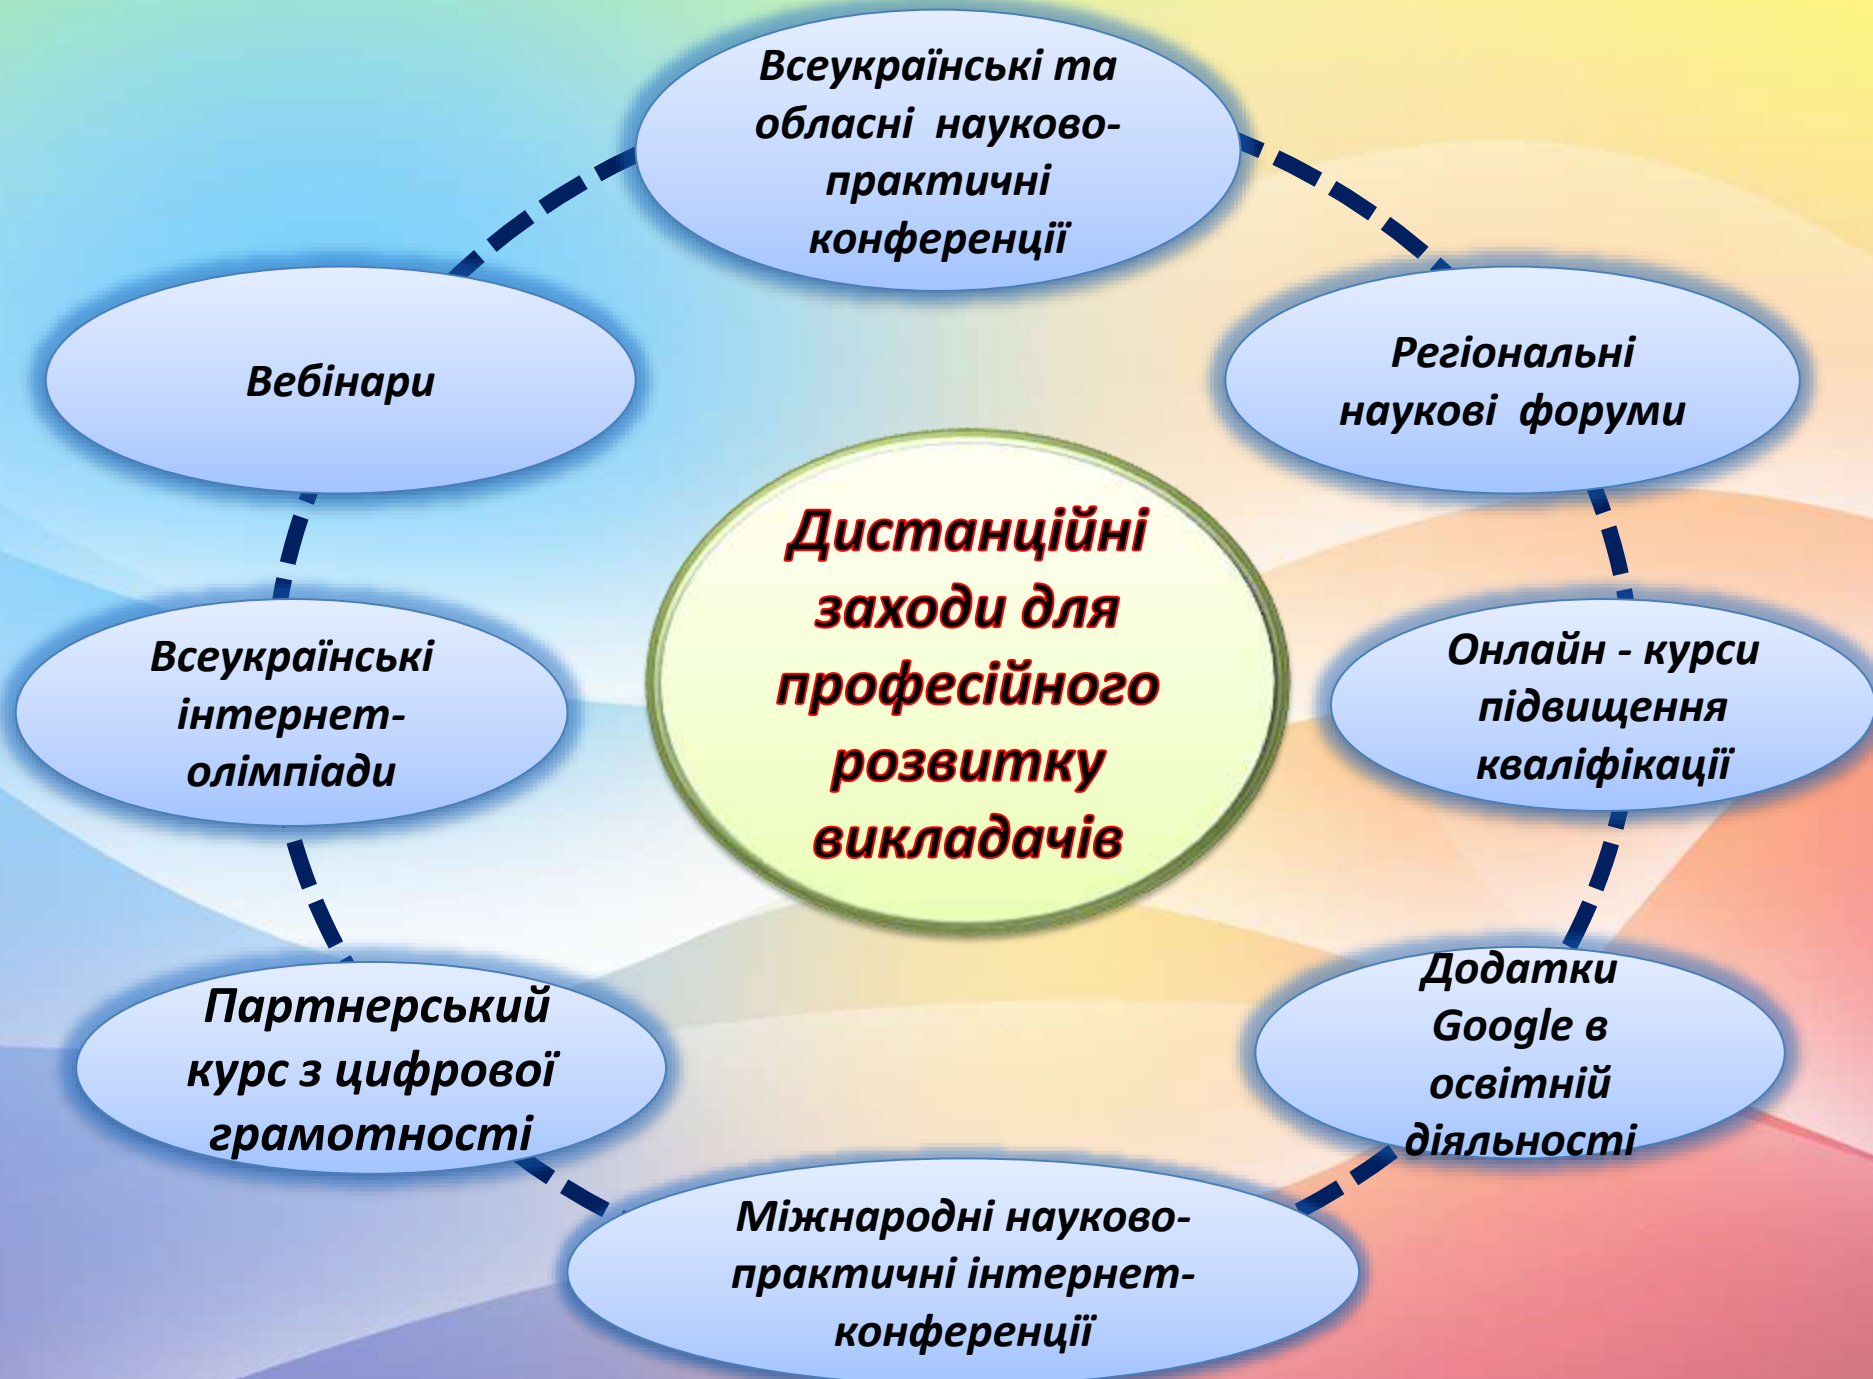 Всеукраїнські та
обласні науково-
практичні
конференції
Регіональні
наукові форуми
Онлайн - курси
підвищення
кваліфікації
Додатки
Google в
освітній
діяльності
Міжнародні науково-
практичні інтернет-
конференції
Партнерський
курс з цифрової
грамотності
Всеукраїнські
інтернет-
олімпіади
Вебінари
Дистанційні
заходи для
професійного
розвитку
викладачів